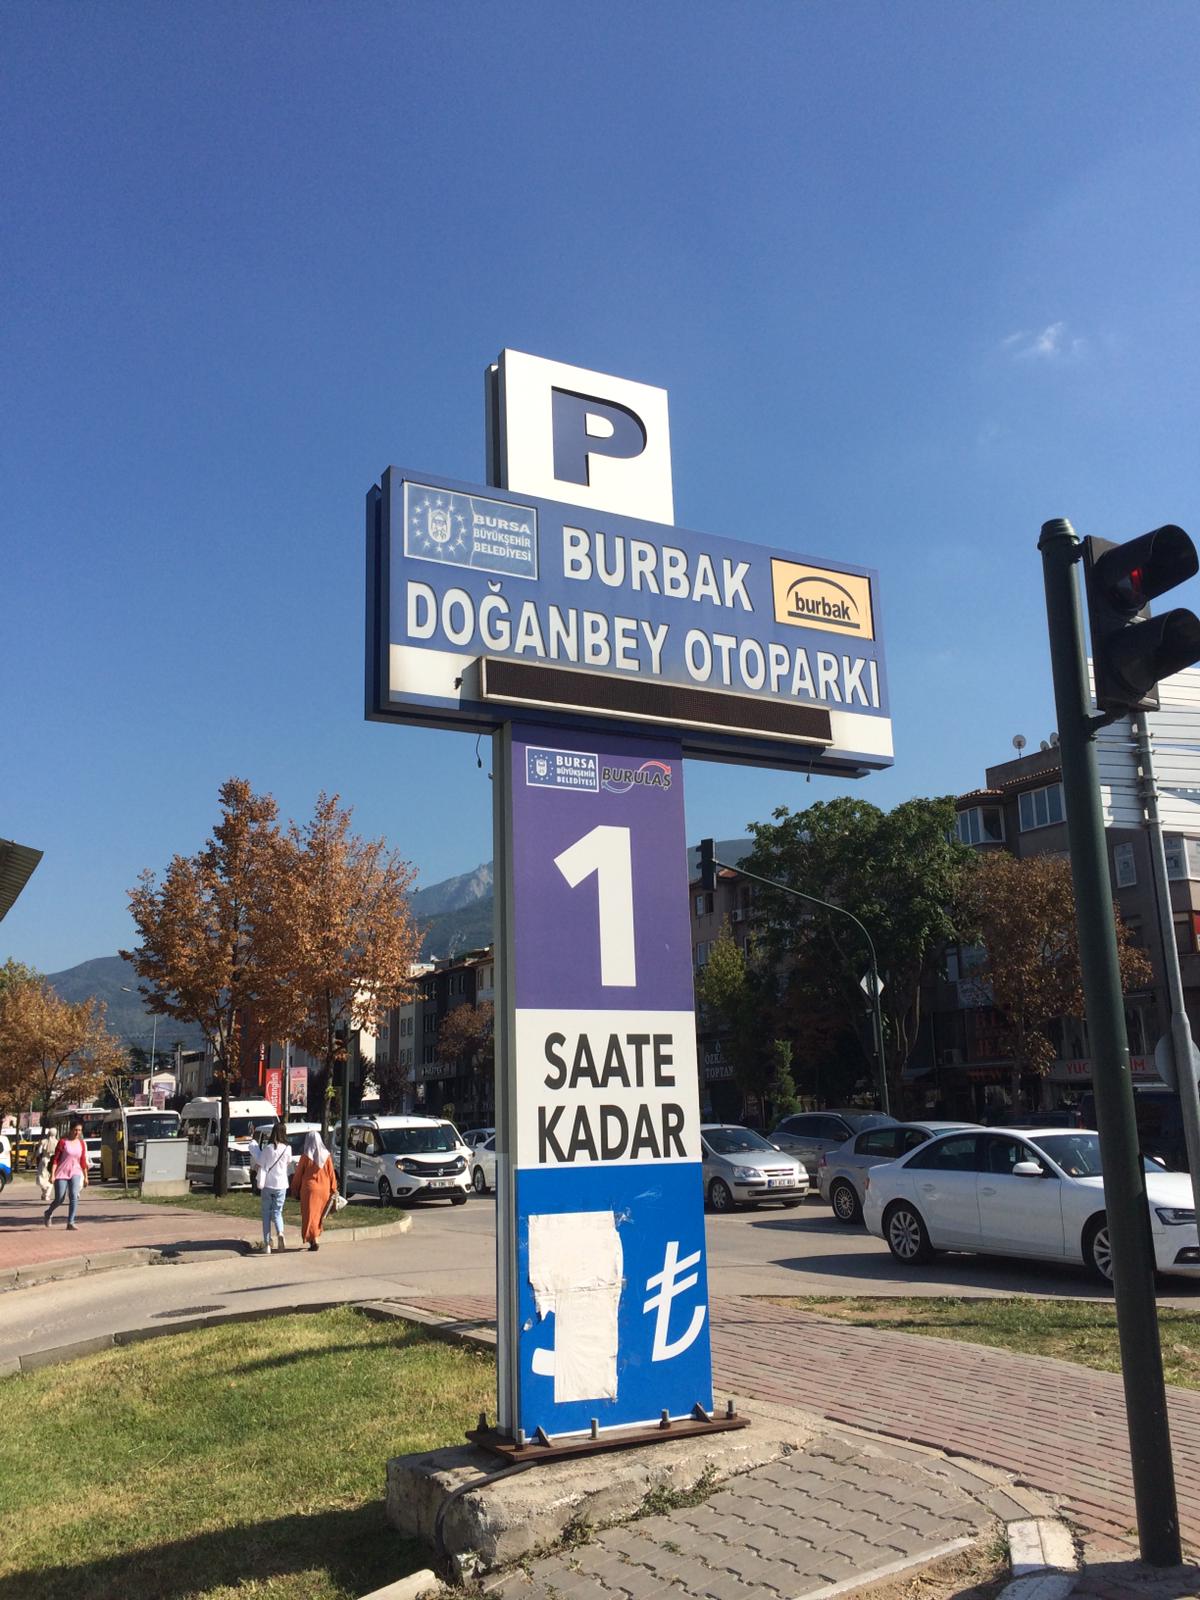 P
BURSA
BÜYÜKŞEHİR
BELEDİYESİ
BURBAK
burbak
DOĞANBEY OTOPARKI
BURSA
BÜYÜKŞEHİR
BELEDİYESİ
BURULAŞ
1
SAATE
KADAR
₺